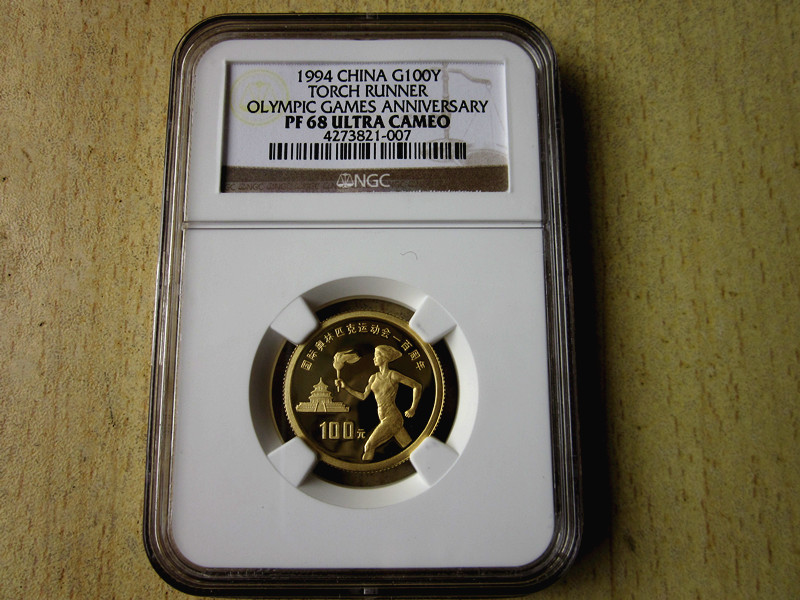 1994 CHINA G100Y
TORCH RUNNER
OLYMPIC GAMES ANNIVERSARY
PF 68 ULTRA CAMEO
4273821-007
NGC
国际奥林匹克运动会一百周年
100元